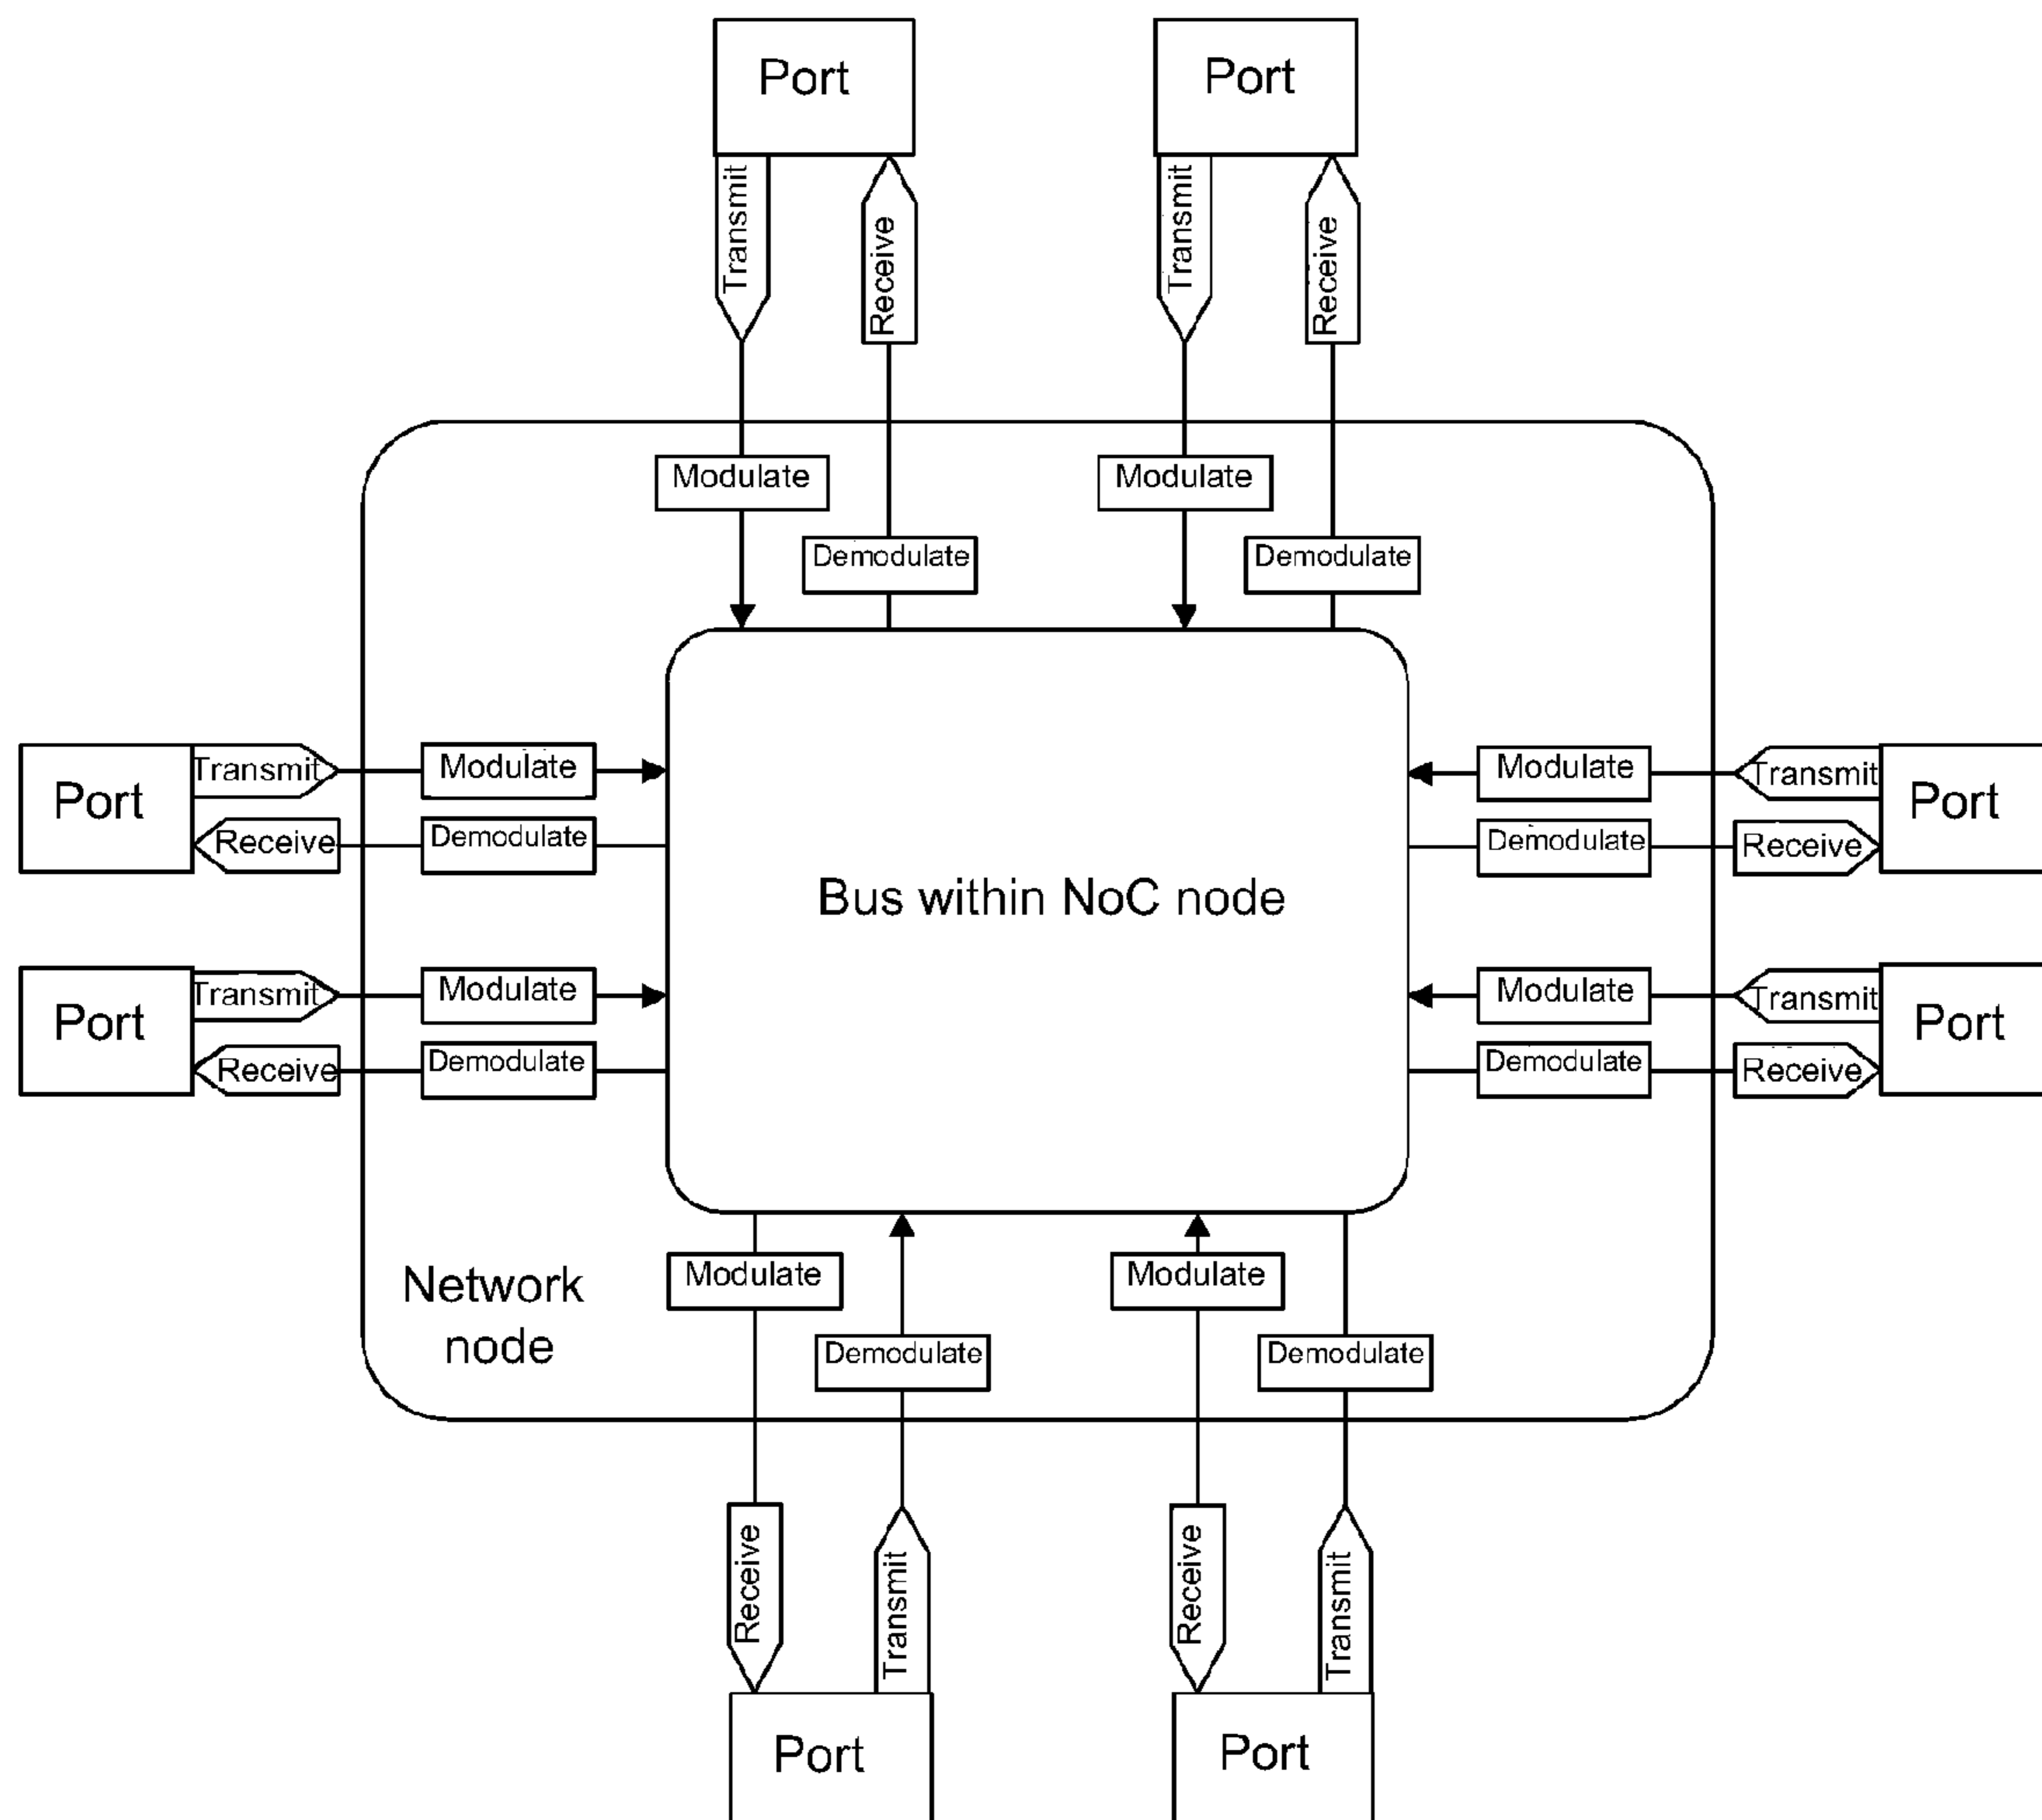 Port
Port
Transmit
Receive
Transmit
Receive
Modulate
Modulate
Demodulate
Demodulate
Port
Transmit
Modulate
Modulate
Transmit
Port
Receive
Demodulate
Demodulate
Receive
Bus within NoC node
Port
Transmit
Modulate
Modulate
Transmit
Port
Receive
Demodulate
Demodulate
Receive
Network
node
Modulate
Modulate
Demodulate
Demodulate
Receive
Transmit
Receive
Transmit
Port
Port